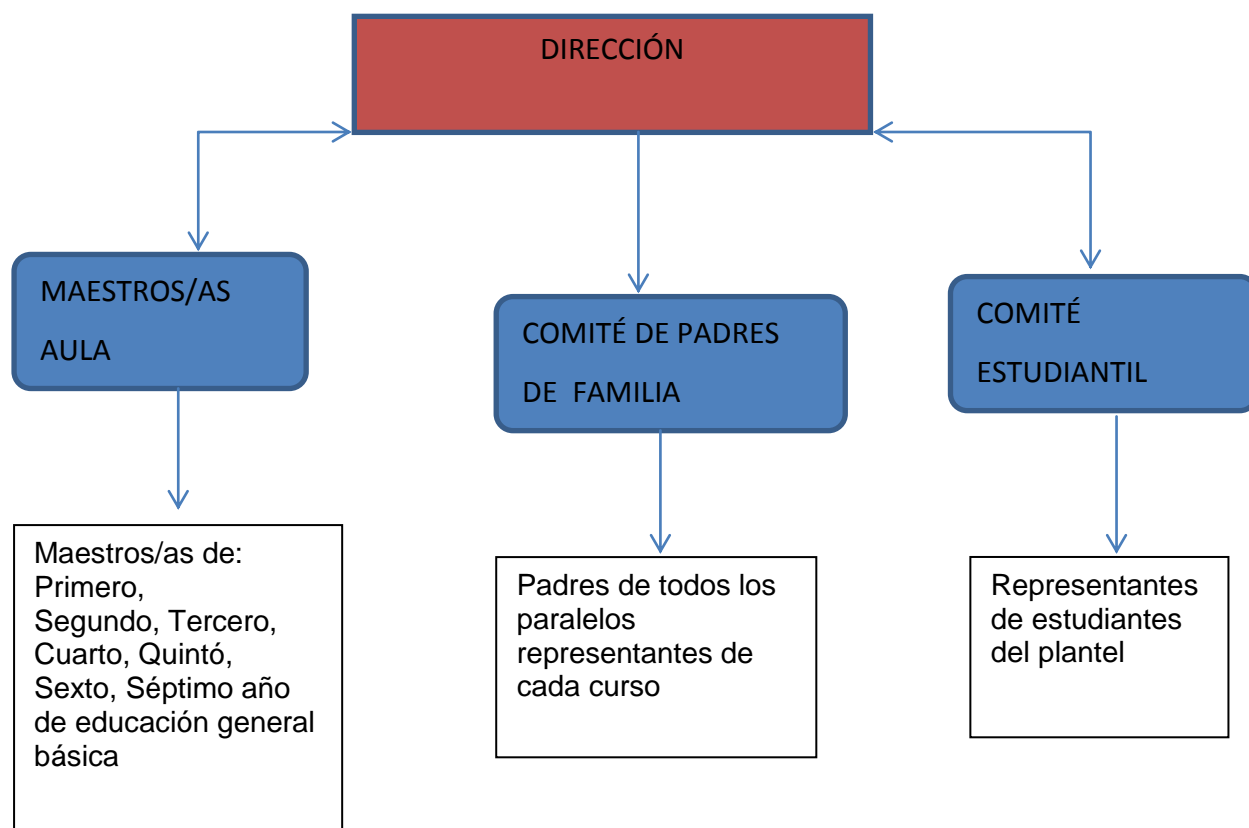 DIRECCIÓN
MAESTROS/AS
AULA
COMITÉ DE PADRES
DE FAMILIA
COMITÉ
ESTUDIANTIL
Maestros/as de:
Primero,
Segundo, Tercero,
Cuarto, Quintó,
Sexto, Séptimo año
de educación general
básica
Padres de todos los
paralelos
representantes de
cada curso
Representantes
de estudiantes
del plantel